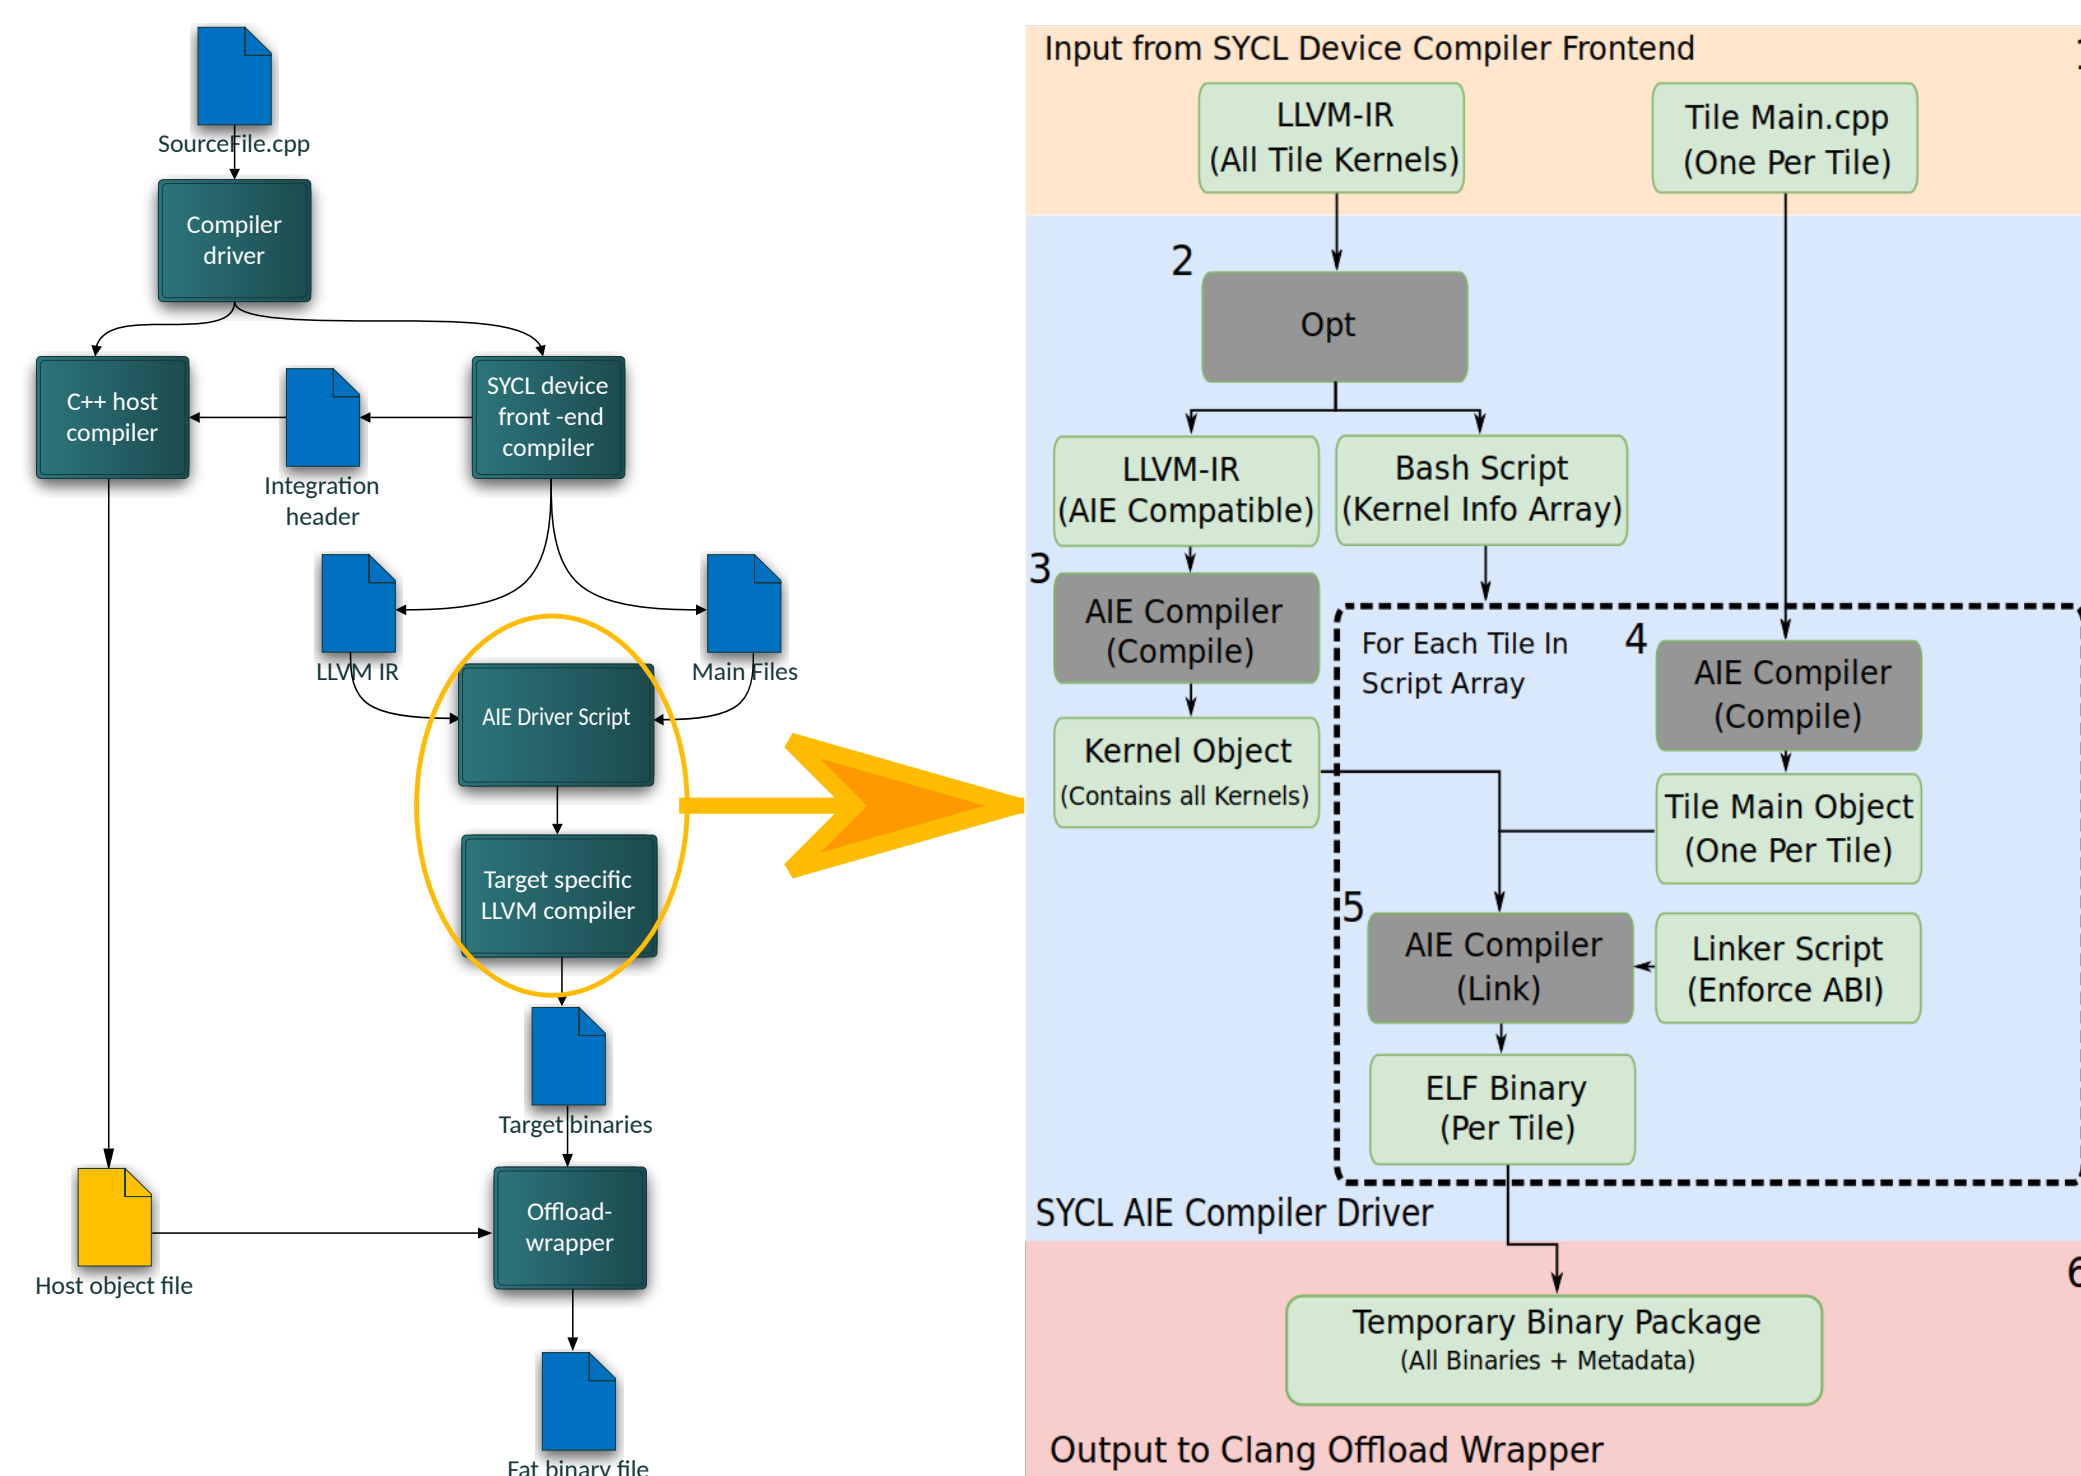 SourceFile.cpp
Compiler
driver
C++ host
compiler
SYCL device
front -end
compiler
Integration
header
LLVM IR
Main Files
AIE Driver Script
Target specific
LLVM compiler
Target binaries
Offload-
wrapper
Host object file
Fat binary file
Input from SYCL Device Compiler Frontend
LLVM-IR
(All Tile Kernels)
Tile Main.cpp
(One Per Tile)
2
Opt
LLVM-IR
(AIE Compatible)
Bash Script
(Kernel Info Array)
3
AIE Compiler
(Compile)
For Each Tile In
Script Array
4
AIE Compiler
(Compile)
Kernel Object
(Contains all Kernels)
Tile Main Object
(One Per Tile)
5
AIE Compiler
(Link)
Linker Script
(Enforce ABI)
ELF Binary
(Per Tile)
SYCL AIE Compiler Driver
6
Temporary Binary Package
(All Binaries + Metadata)
Output to Clang Offload Wrapper